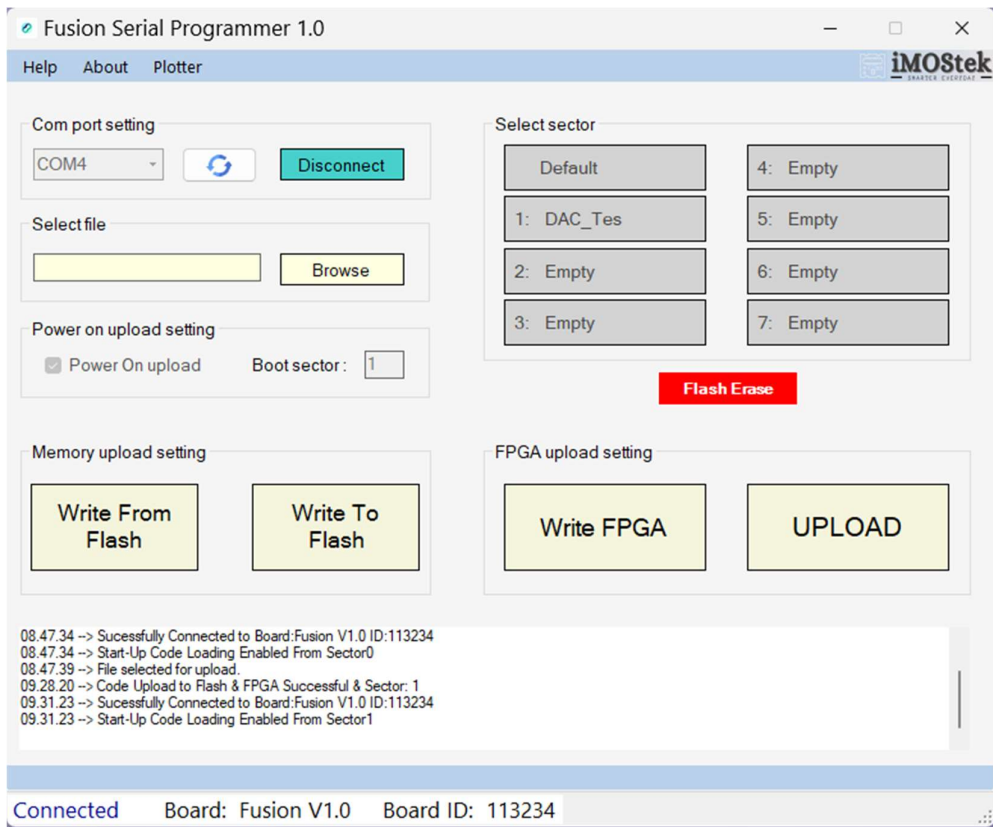 Fusion Serial Programmer 1.0
Help About Plotter
iMOStek
SMARTER EVERYDAY
Com port setting
COM4
Disconnect
Select file
Browse
Power on upload setting
Power On upload Boot sector : 1
Select sector
Default
1: DAC_Tes
2: Empty
3: Empty
4: Empty
5: Empty
6: Empty
7: Empty
Flash Erase
Memory upload setting
Write From
Flash
Write To
Flash
FPGA upload setting
Write FPGA
UPLOAD
08.47.34 --> Sucessfully Connected to Board:Fusion V1.0 ID:113234
08.47.34 --> Start-Up Code Loading Enabled From Sector0
08.47.39 --> File selected for upload.
09.28.20 --> Code Upload to Flash & FPGA Successful & Sector: 1
09.31.23 --> Sucessfully Connected to Board:Fusion V1.0 ID:113234
09.31.23 --> Start-Up Code Loading Enabled From Sector1
Connected Board: Fusion V1.0 Board ID: 113234